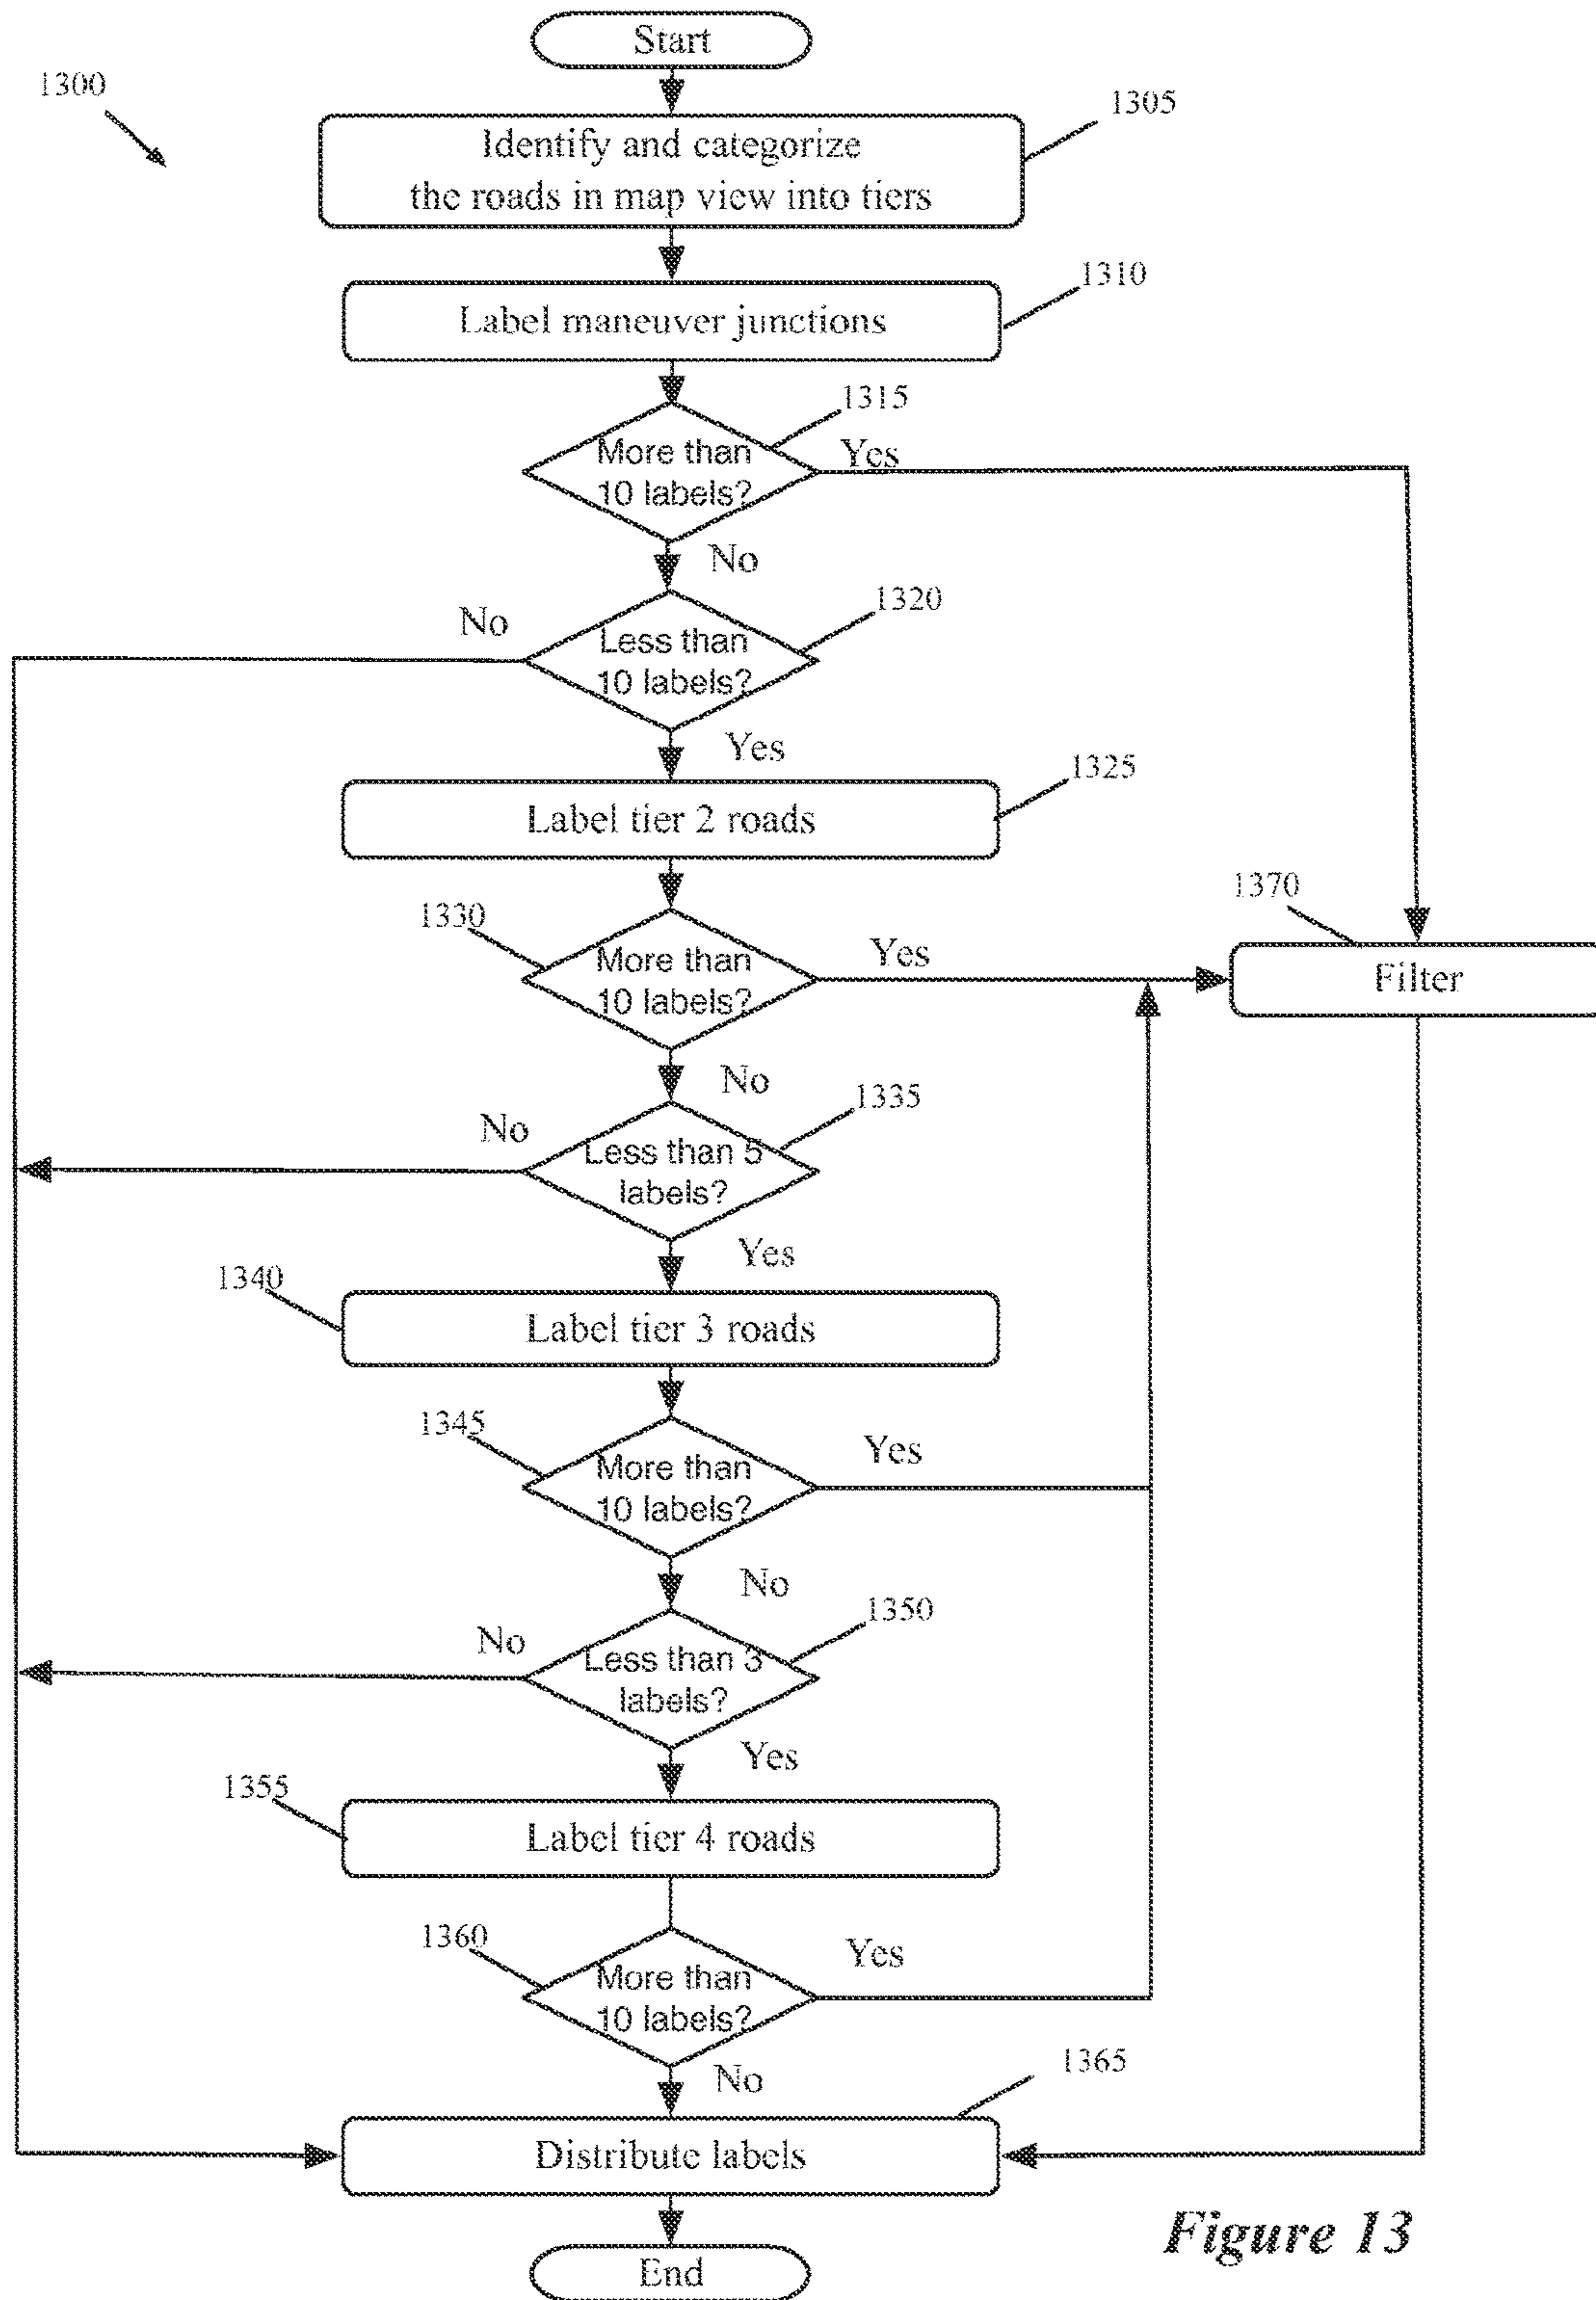 Start
1300
1305
Identify and categorize
the roads in map view into tiers
1310
Label maneuver junctions
1315
More than
10 labels?
Yes
No
1320
No
Less than
10 labels?
Yes
1325
Label tier 2 roads
1330
More than
10 labels?
Yes
1370
Filter
No
1335
No
Less than 5
labels?
Yes
1340
Label tier 3 roads
1345
More than
10 labels?
Yes
No
1350
No
Less than 3
labels?
Yes
1355
Label tier 4 roads
1360
More than
10 labels?
Yes
No
1365
Distribute labels
End
Figure 13